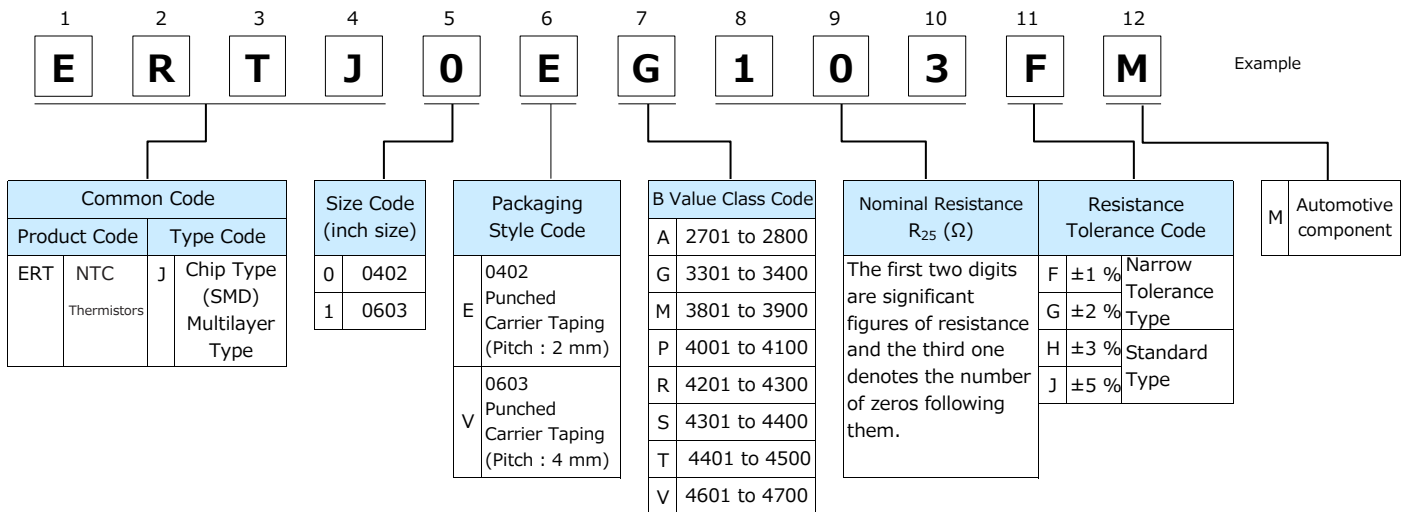 1 2 3 4 5 6 7 8 9 10 11 12
E R T J 0 E G 1 0 3 F M
Example
Common Code
Product Code Type Code
ERT NTC
Thermistors
J Chip Type
(SMD)
Multilayer
Type
Size Code
(inch size)
0 0402
1 0603
Packaging
Style Code
E 0402
Punched
Carrier Taping
(Pitch : 2 mm)
V 0603
Punched
Carrier Taping
(Pitch : 4 mm)
B Value Class Code
A 2701 to 2800
G 3301 to 3400
M 3801 to 3900
P 4001 to 4100
R 4201 to 4300
S 4301 to 4400
T 4401 to 4500
V 4601 to 4700
Nominal Resistance
R₂₅ (Ω)
The first two digits
are significant
figures of resistance
and the third one
denotes the number
of zeros following
them.
Resistance
Tolerance Code
F ±1 %
G ±2 %
Narrow
Tolerance
Type
H ±3 %
J ±5 %
Standard
Type
M Automotive
component